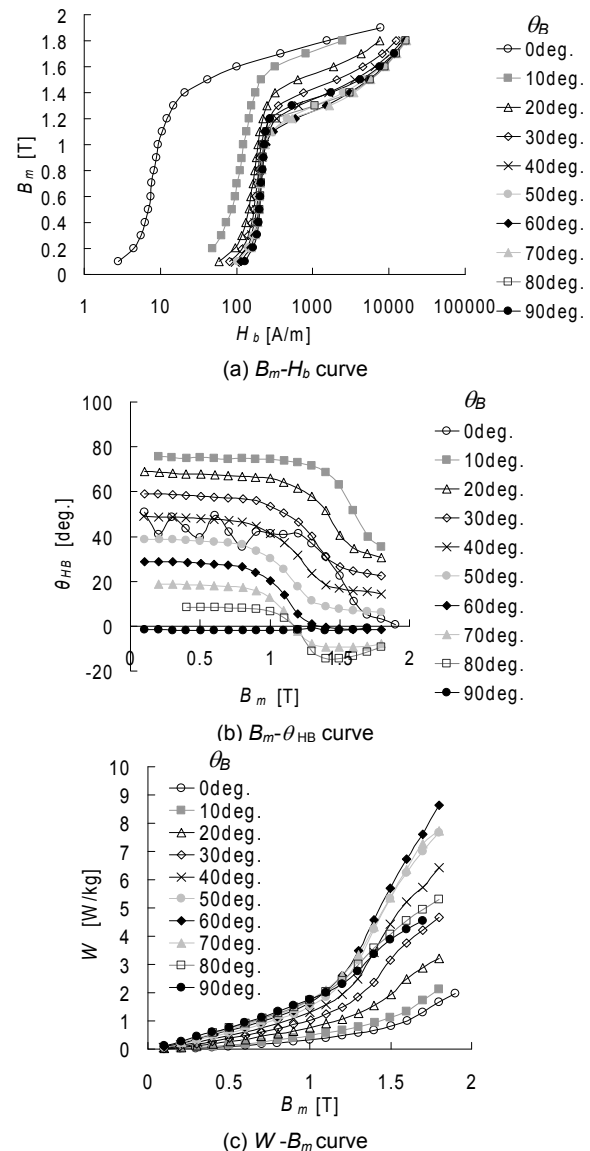 2
1.8
1.6
1.4
1.2
1
0.8
0.6
0.4
0.2
0
B m [T]
1 10 100 1000 10000 100000
H b [A/m]
θB
0deg.
10deg.
20deg.
30deg.
40deg.
50deg.
60deg.
70deg.
80deg.
90deg.
(a) Bm-Hb curve
100
80
60
40
20
0
-20
θHB [deg.]
0 0.5 1 1.5 2
B m [T]
θB
0deg.
10deg.
20deg.
30deg.
40deg.
50deg.
60deg.
70deg.
80deg.
90deg.
(b) Bm-θHB curve
10
9
8
7
6
5
4
3
2
1
0
W [W/kg]
θB
0deg.
10deg.
20deg.
30deg.
40deg.
50deg.
60deg.
70deg.
80deg.
90deg.
0 0.5 1 1.5 2
B m [T]
(c) W -Bm curve